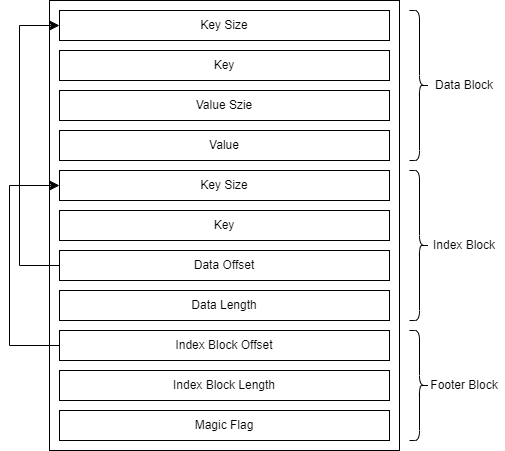 Key Size
Key
Value Szie
Value
Data Block
Key Size
Key
Data Offset
Data Length
Index Block
Index Block Offset
Index Block Length
Magic Flag
Footer Block